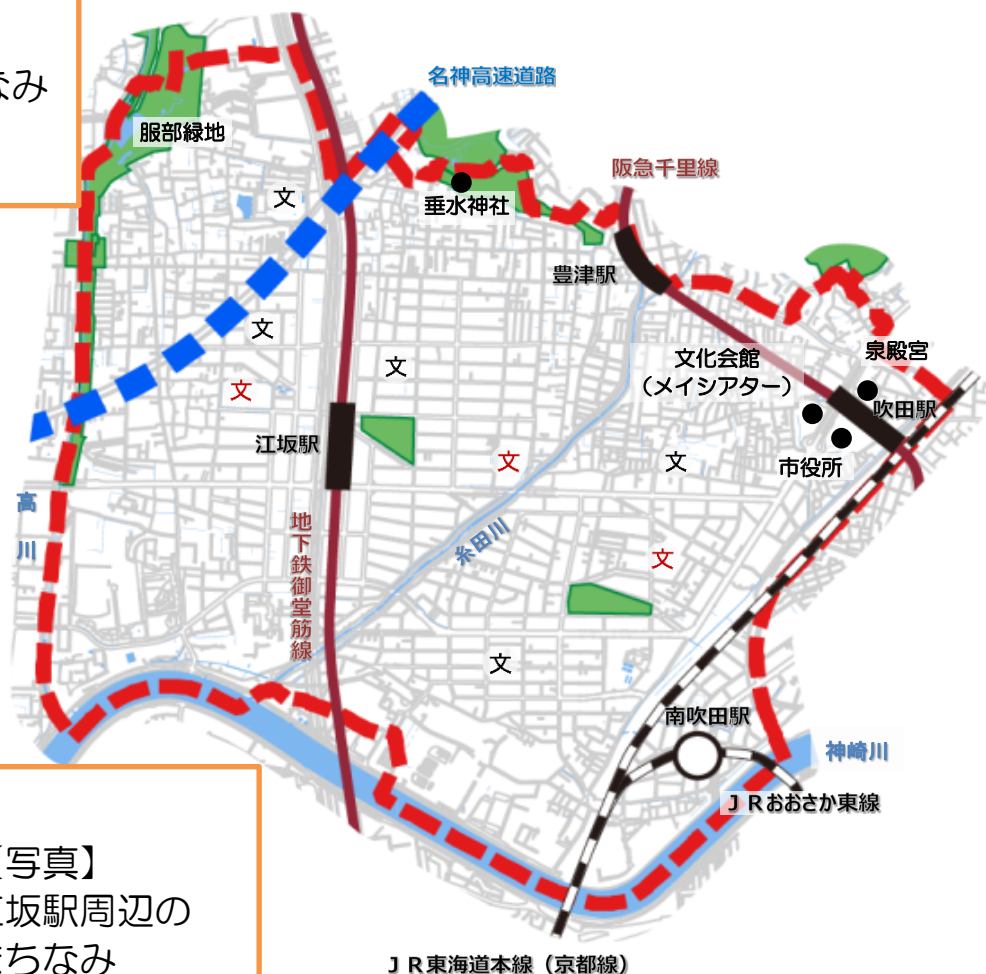 なみ
名神高速道路
服部緑地
阪急千里線
文
垂水神社
豊津駅
文
文化会館
（メイシアター）
泉殿宮
文
文
吹田駅
江坂駅
文
文
市役所
高川
地下鉄御堂筋線
糸田川
文
文
南吹田駅
神崎川
ＪＲおおさか東線
写真】
坂駅周辺の
まちなみ
ＪＲ東海道本線（京都線）